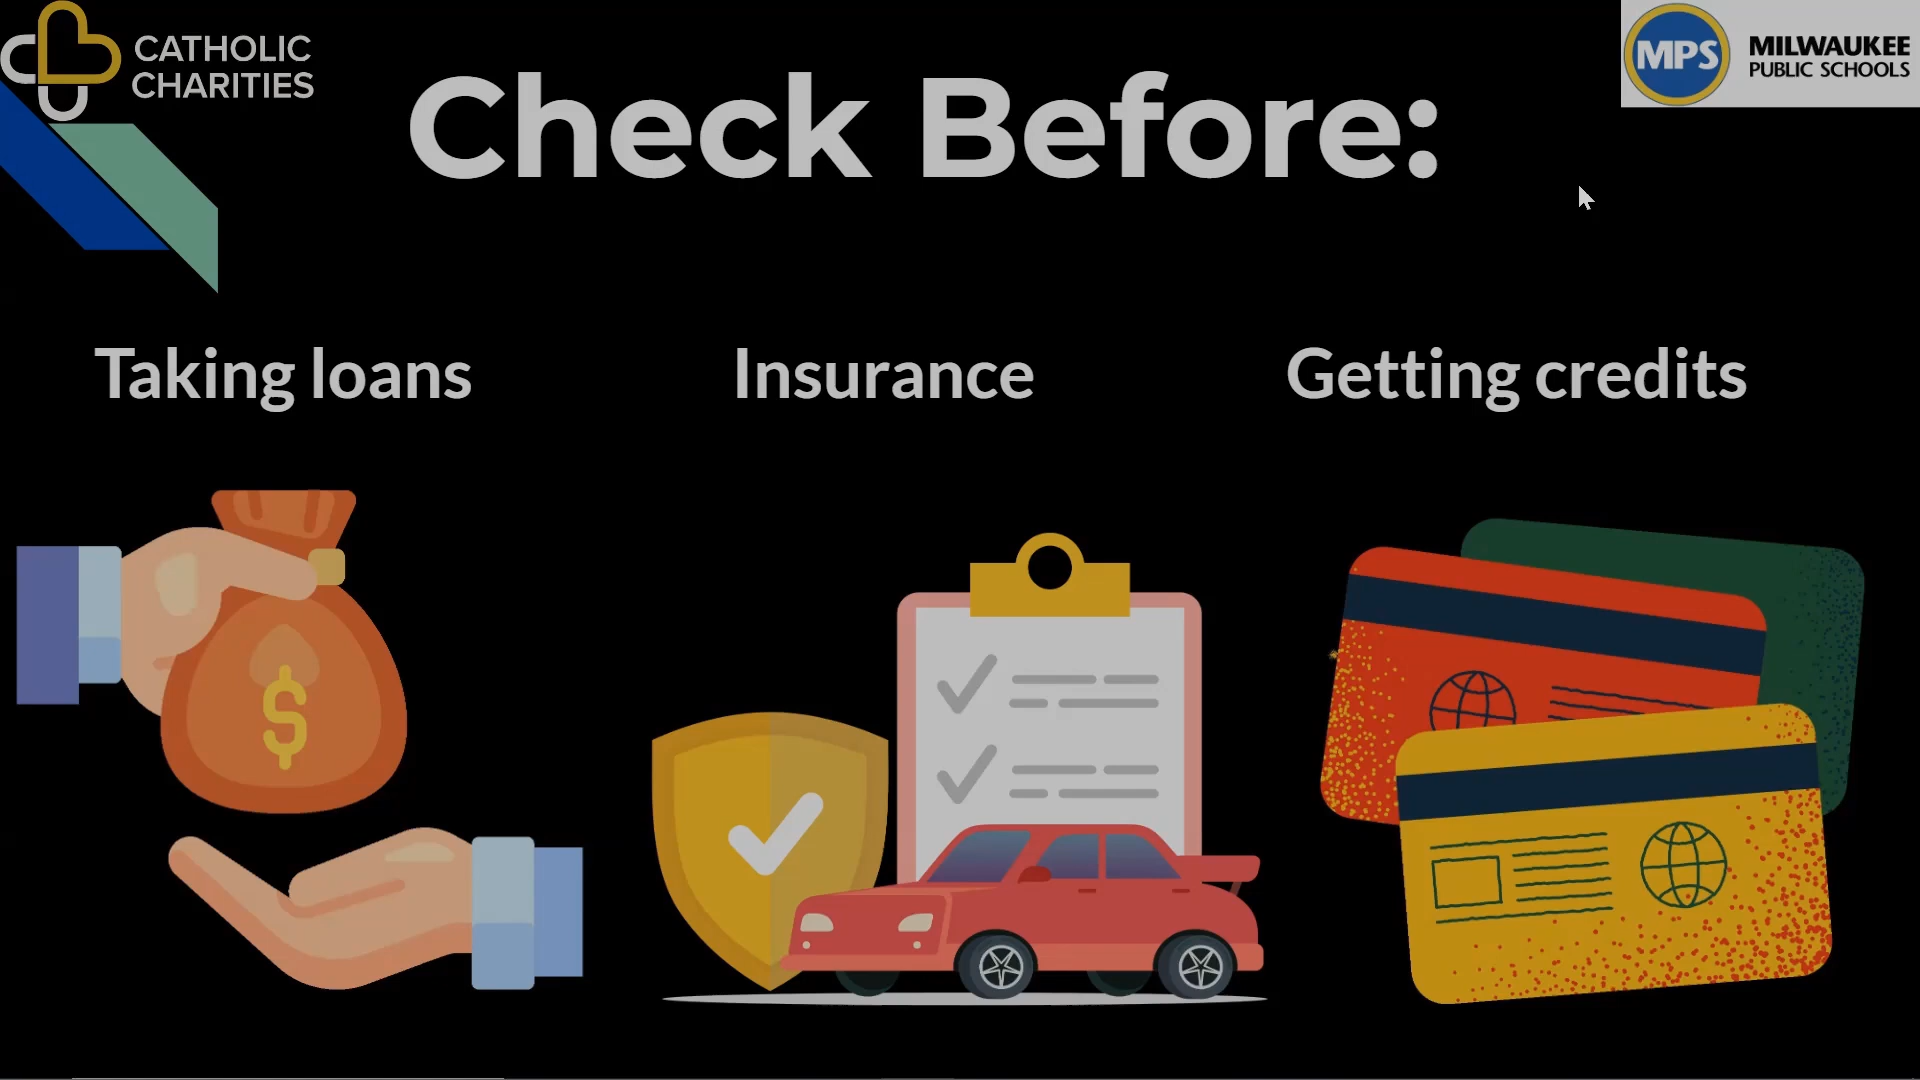 CATHOLIC
CHARITIES
Check Before:
MPS
MILWAUKEE
PUBLIC SCHOOLS
Taking loans
Insurance
Getting credits
$